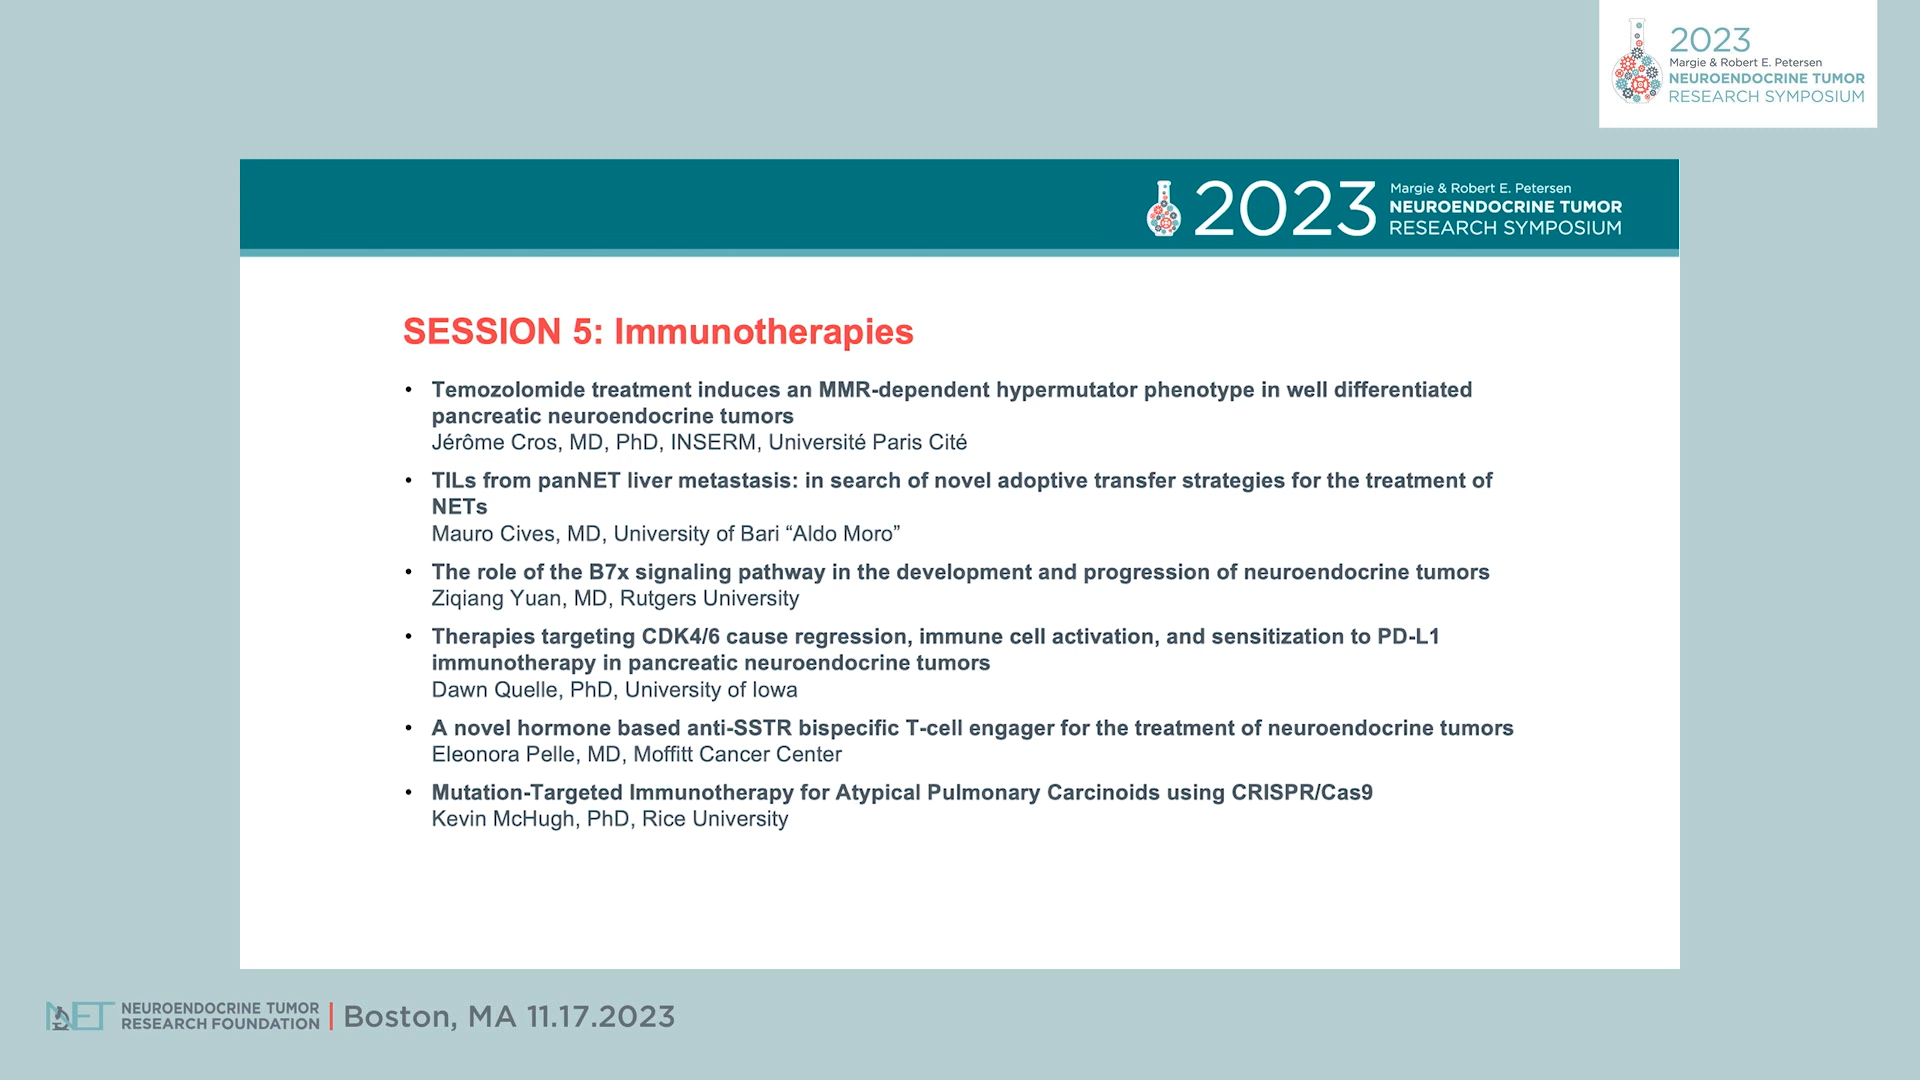 2023
Margie & Robert E. Petersen
NEUROENDOCRINE TUMOR
RESEARCH SYMPOSIUM
2023
Margie & Robert E. Petersen
NEUROENDOCRINE TUMOR
RESEARCH SYMPOSIUM
SESSION 5: Immunotherapies
• Temozolomide treatment induces an MMR-dependent hypermutator phenotype in well differentiated
pancreatic neuroendocrine tumors
Jérôme Cros, MD, PhD, INSERM, Université Paris Cité
• TILs from panNET liver metastasis: in search of novel adoptive transfer strategies for the treatment of
NETs
Mauro Cives, MD, University of Bari “Aldo Moro”
• The role of the B7x signaling pathway in the development and progression of neuroendocrine tumors
Ziqiang Yuan, MD, Rutgers University
• Therapies targeting CDK4/6 cause regression, immune cell activation, and sensitization to PD-L1
immunotherapy in pancreatic neuroendocrine tumors
Dawn Quelle, PhD, University of Iowa
• A novel hormone based anti-SSTR bispecific T-cell engager for the treatment of neuroendocrine tumors
Eleonora Pelle, MD, Moffitt Cancer Center
• Mutation-Targeted Immunotherapy for Atypical Pulmonary Carcinoids using CRISPR/Cas9
Kevin McHugh, PhD, Rice University
NET
NEUROENDOCRINE TUMOR
RESEARCH FOUNDATION
Boston, MA 11.17.2023